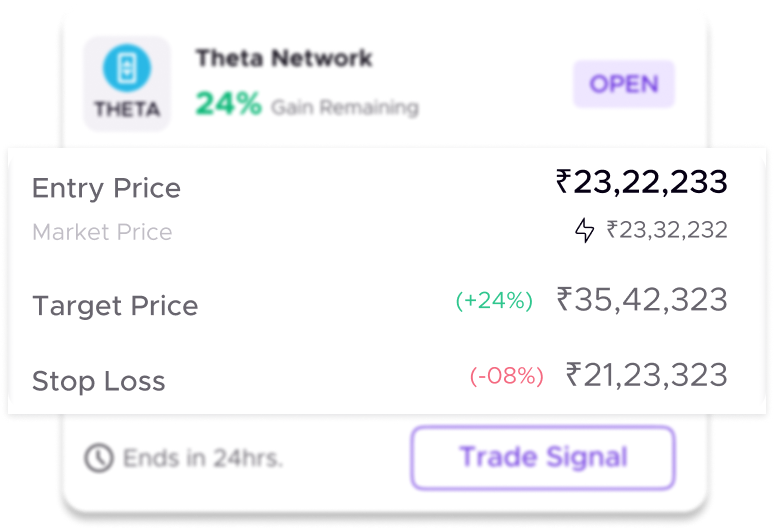 Theta Network
THETA
24% Gain Remaining
OPEN
Entry Price ₹23,22,233
Market Price ₹23,32,232
Target Price (+24%) ₹35,42,323
Stop Loss (-08%) ₹21,23,323
Ends in 24hrs.
Trade Signal